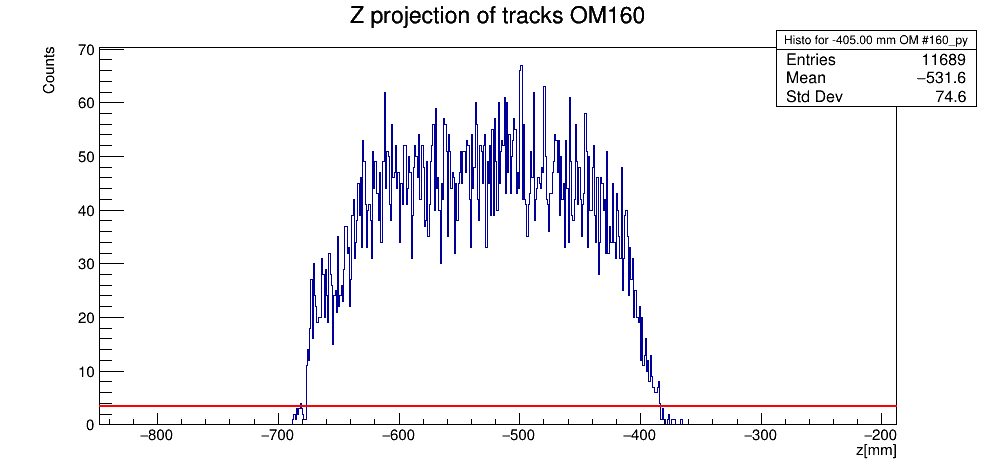 Z projection of tracks OM160
Histo for -405.00 mm OM #160_py
Entries 11689
Mean −531.6
Std Dev 74.6
Counts
70
60
50
40
30
20
10
0
−800 −700 −600 −500 −400 −300 −200
z[mm]